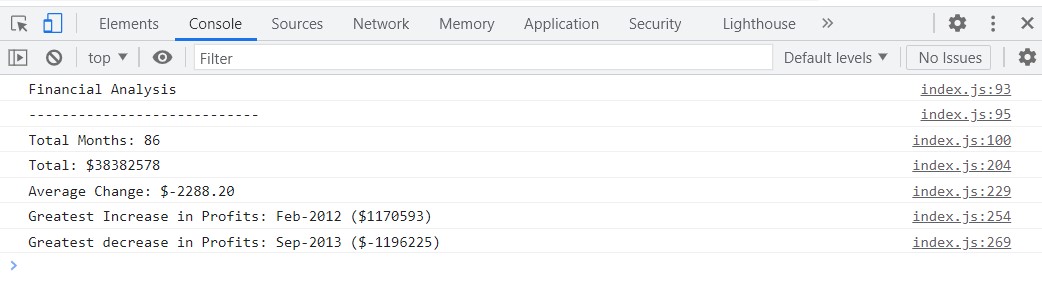 Elements Console Sources Network Memory Application Security Lighthouse »
top ▼ Filter Default levels ▼ No Issues
Financial Analysis index.js:93
---------------------------- index.js:95
Total Months: 86 index.js:100
Total: $38382578 index.js:204
Average Change: $-2288.20 index.js:229
Greatest Increase in Profits: Feb-2012 ($1170593) index.js:254
Greatest decrease in Profits: Sep-2013 ($-1196225) index.js:269
>